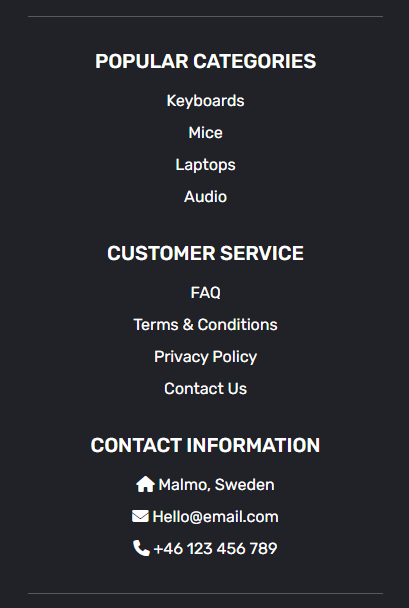 POPULAR CATEGORIES
Keyboards
Mice
Laptops
Audio
CUSTOMER SERVICE
FAQ
Terms & Conditions
Privacy Policy
Contact Us
CONTACT INFORMATION
Malmo, Sweden
Hello@email.com
+46 123 456 789